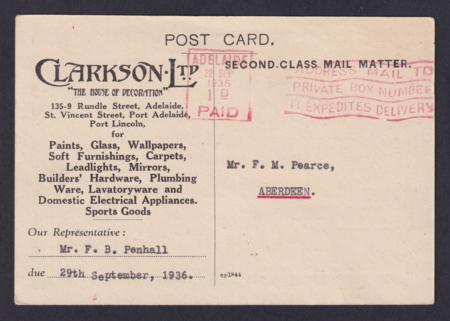 POST CARD.
CLARKSON LTD
"THE HOUSE OF DECORATION"
135-9 Rundle Street, Adelaide,
St. Vincent Street, Port Adelaide,
Port Lincoln,
for
Paints, Glass, Wallpapers,
Soft Furnishings, Carpets,
Leadlights, Mirrors,
Builders' Hardware, Plumbing
Ware, Lavatoryware and
Domestic Electrical Appliances.
Sports Goods
Our Representative :
Mr. F. B. Penhall
due 29th September, 1936.
ADELAIDE
22 SEP
1936
PAID
SECOND-CLASS MAIL MATTER.
ADDRESS MAIL TO
PRIVATE BOX NUMBER
IT EXPEDITES DELIVERY
Mr. F. M. Pearce,
ABERDEEN.